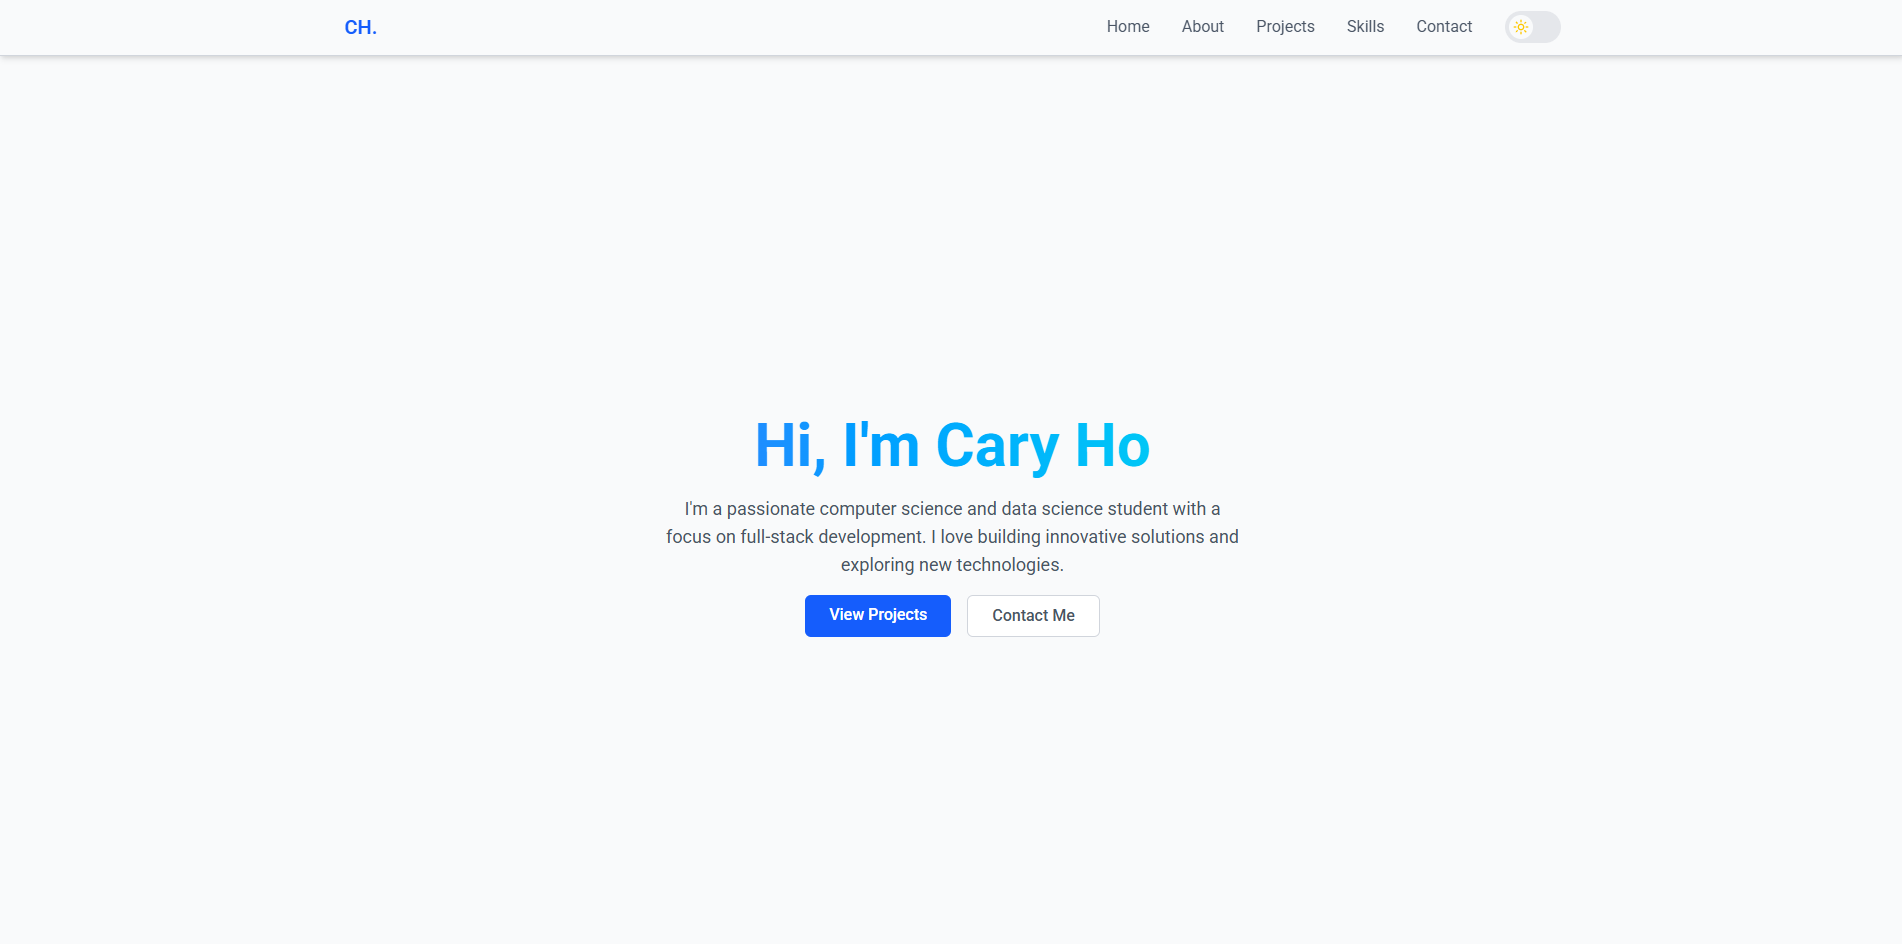 CH.
Home About Projects Skills Contact
Hi, I'm Cary Ho
I'm a passionate computer science and data science student with a
focus on full-stack development. I love building innovative solutions and
exploring new technologies.
View Projects Contact Me